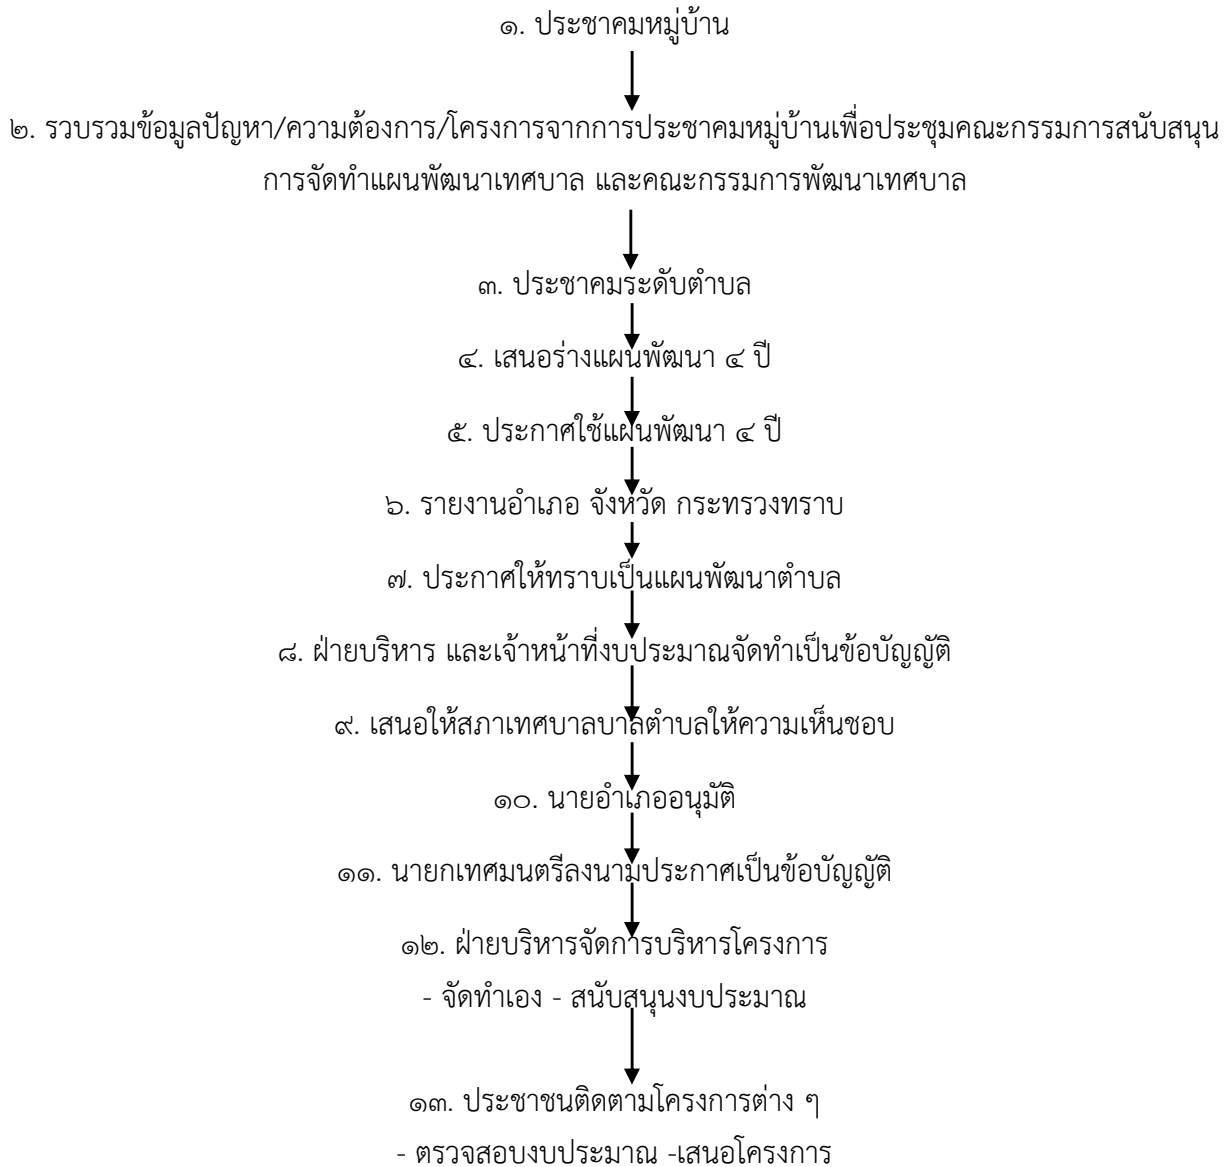 ๑. ประชาคมหมู่บ้าน
๒. รวบรวมข้อมูลปัญหา/ความต้องการ/โครงการจากการประชาคมหมู่บ้านเพื่อประชุมคณะกรรมการสนับสนุน
การจัดทำแผนพัฒนาเทศบาล และคณะกรรมการพัฒนาเทศบาล
๓. ประชาคมระดับตำบล
๔. เสนอร่างแผนพัฒนา ๔ ปี
๕. ประกาศใช้แผนพัฒนา ๔ ปี
๖. รายงานอำเภอ จังหวัด กระทรวงทราบ
๗. ประกาศให้ทราบเป็นแผนพัฒนาตำบล
๘. ฝ่ายบริหาร และเจ้าหน้าที่งบประมาณจัดทำเป็นข้อบัญญัติ
๙. เสนอให้สภาเทศบาลบาลตำบลให้ความเห็นชอบ
๑๐. นายอำเภออนุมัติ
๑๑. นายกเทศมนตรีลงนามประกาศเป็นข้อบัญญัติ
๑๒. ฝ่ายบริหารจัดการบริหารโครงการ
- จัดทำเอง - สนับสนุนงบประมาณ
๑๓. ประชาชนติดตามโครงการต่าง ๆ
- ตรวจสอบงบประมาณ -เสนอโครงการ